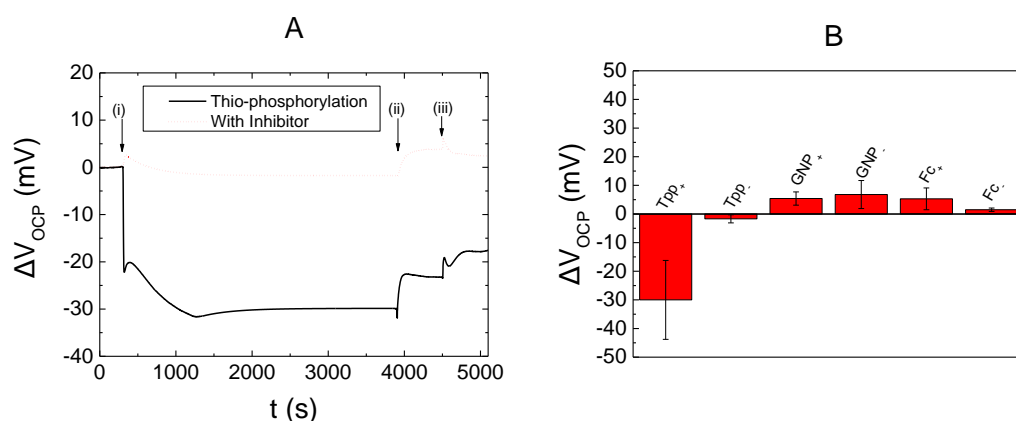 A
20
10
0
-10
-20
-30
-40
ΔV_OCP (mV)
0 1000 2000 3000 4000 5000
t (s)
(i)
(ii)
(iii)
Thio-phosphorylation
With Inhibitor
B
50
40
30
20
10
0
-10
-20
-30
-40
-50
ΔV_OCP (mV)
Tpp+
Tpp-
GNP+
GNP-
Fc+
Fc-